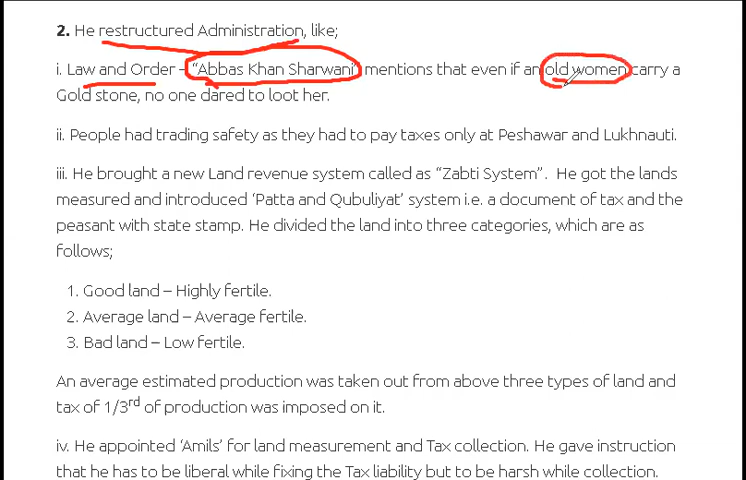 2. He restructured Administration, like;
i. Law and Order – "Abbas Khan Sharwani" mentions that even if an old women carry a
Gold stone, no one dared to loot her.
ii. People had trading safety as they had to pay taxes only at Peshawar and Lukhnauti.
iii. He brought a new Land revenue system called as "Zabti System". He got the lands
measured and introduced 'Patta and Qubuliyat' system i.e. a document of tax and the
peasant with state stamp. He divided the land into three categories, which are as
follows;
1. Good land – Highly fertile.
2. Average land – Average fertile.
3. Bad land – Low fertile.
An average estimated production was taken out from above three types of land and
tax of 1/3rd of production was imposed on it.
iv. He appointed 'Amils' for land measurement and Tax collection. He gave instruction
that he has to be liberal while fixing the Tax liability but to be harsh while collection.